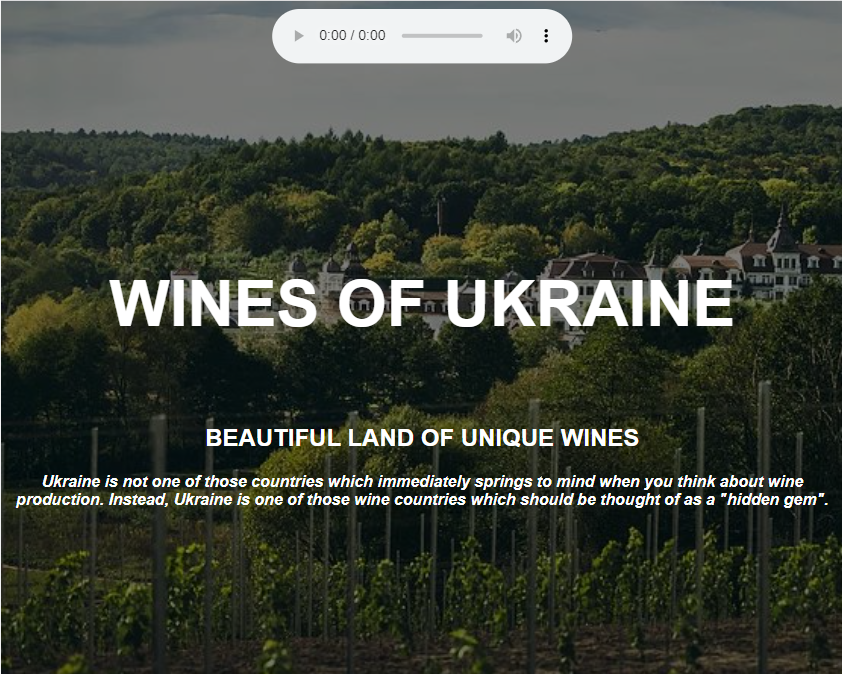 0:00 / 0:00
WINES OF UKRAINE
BEAUTIFUL LAND OF UNIQUE WINES
Ukraine is not one of those countries which immediately springs to mind when you think about wine
production. Instead, Ukraine is one of those wine countries which should be thought of as a "hidden gem".